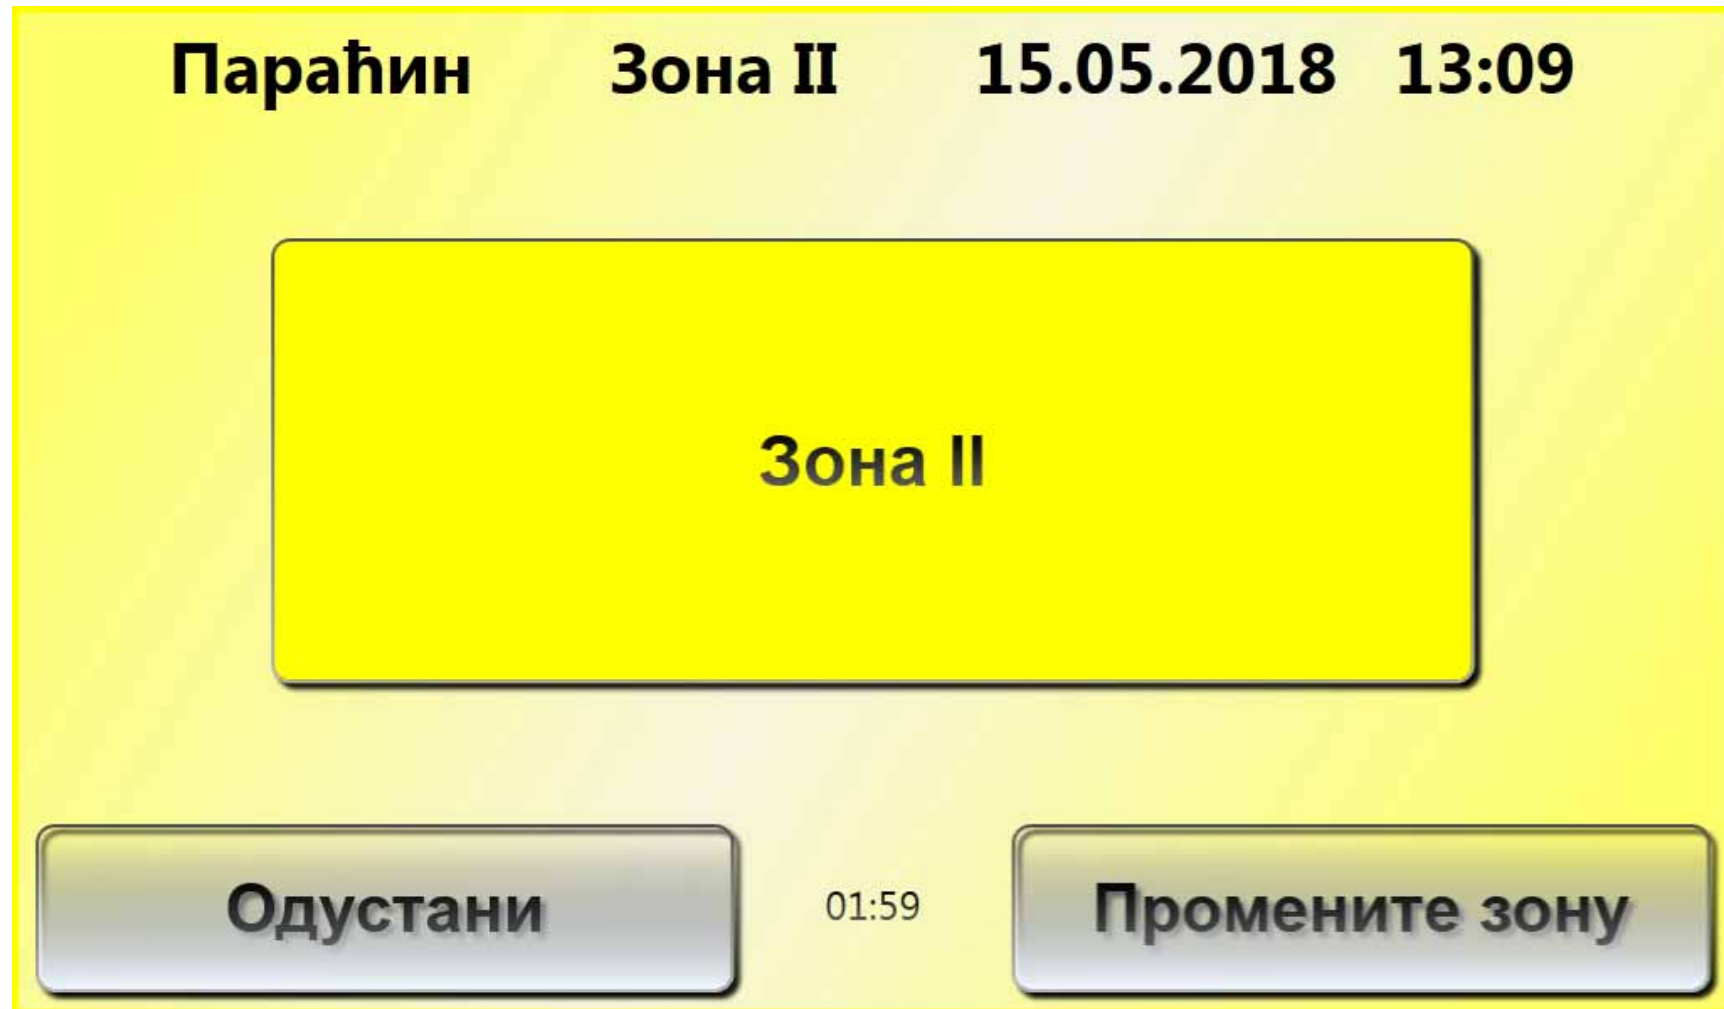 Параћин Зона II 15.05.2018 13:09
Зона II
Одустани 01:59 Промените зону